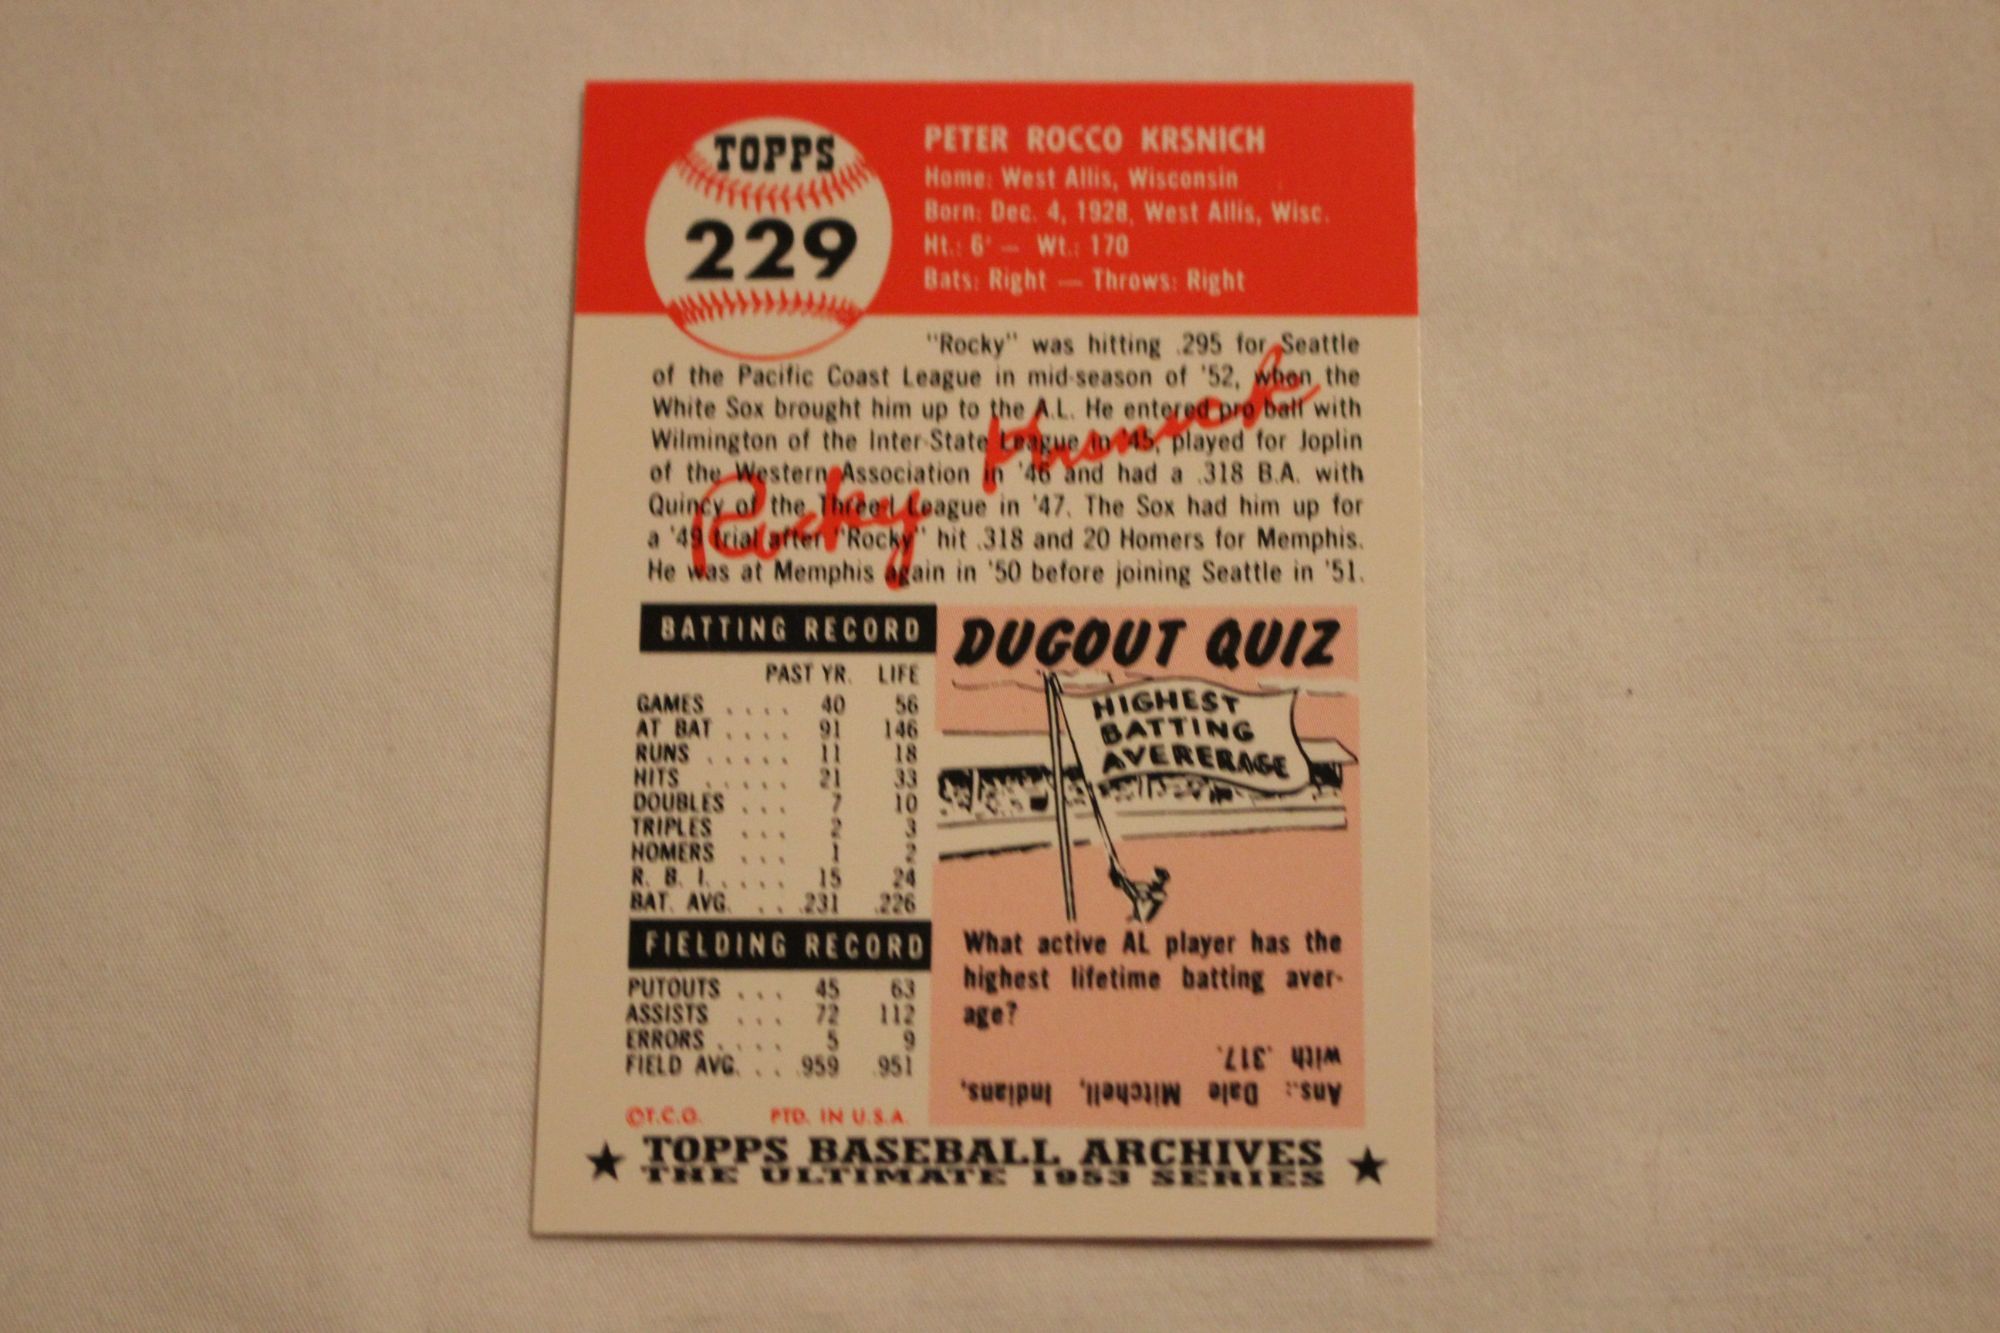 TOPPS
229
PETER ROCCO KRSNICH
Home: West Allis, Wisconsin
Born: Dec. 4, 1928, West Allis, Wisc.
Ht.: 6' — Wt.: 170
Bats: Right — Throws: Right
"Rocky" was hitting .295 for Seattle
of the Pacific Coast League in mid-season of '52, when the
White Sox brought him up to the A.L. He entered pro ball with
Wilmington of the Inter-State League in '45, played for Joplin
of the Western Association in '46 and had a .318 B.A. with
Quincy of the Three-I League in '47. The Sox had him up for
a '49 trial after "Rocky" hit .318 and 20 Homers for Memphis.
He was at Memphis again in '50 before joining Seattle in '51.
Rocky Krsnich
BATTING RECORD
PAST YR. LIFE
GAMES .... 40 56
AT BAT .... 91 146
RUNS ..... 11 18
HITS ..... 21 33
DOUBLES ... 7 10
TRIPLES ... 2 3
HOMERS ... 1 2
R. B. I. .... 15 24
BAT. AVG. .. .231 .226
FIELDING RECORD
PUTOUTS ... 45 63
ASSISTS ... 72 112
ERRORS .... 5 9
FIELD AVG. .. .959 .951
©T.C.G. PTD. IN U.S.A.
DUGOUT QUIZ
HIGHEST
BATTING
AVERERAGE
What active AL player has the
highest lifetime batting aver-
age?
Ans.: Dale Mitchell, Indians,
with .317.
★ TOPPS BASEBALL ARCHIVES ★
THE ULTIMATE 1953 SERIES